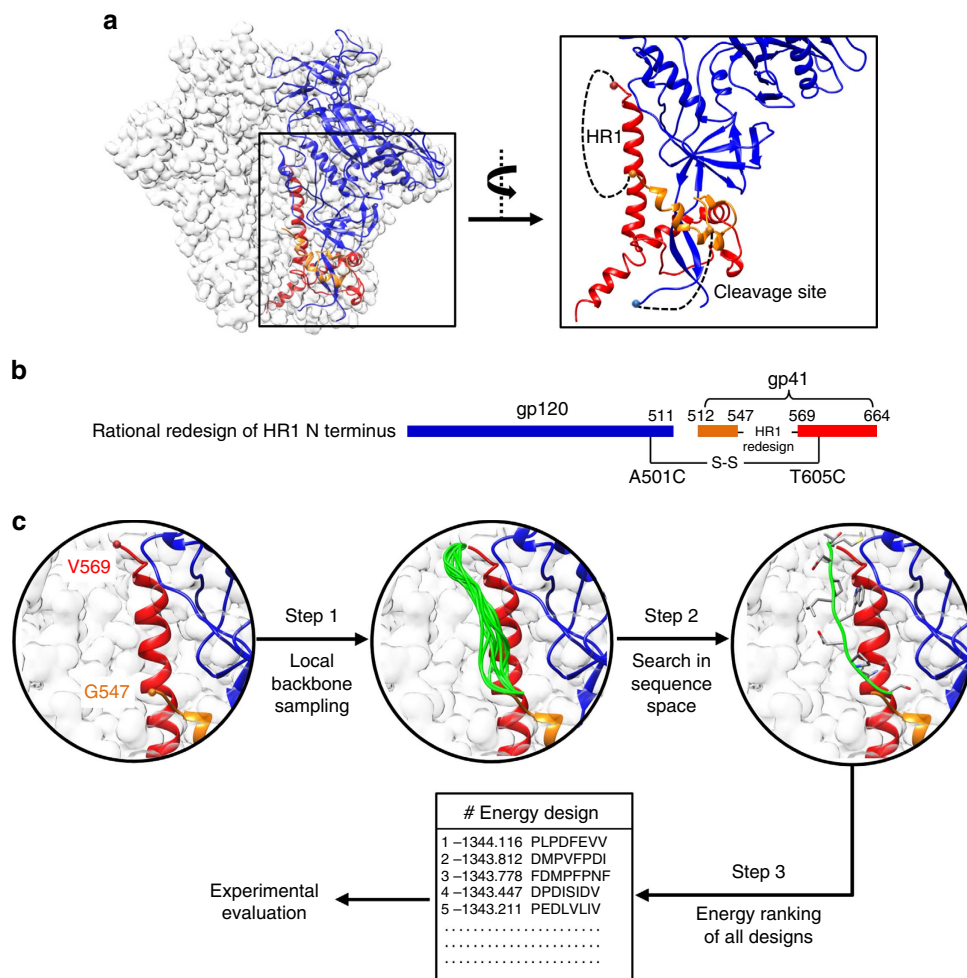 a
HR1
Cleavage site
b
gp41
gp120
511
512
547
569
664
Rational redesign of HR1 N terminus
HR1
redesign
S-S
A501C
T605C
c
V569
G547
Step 1
Local
backbone
sampling
Step 2
Search in
sequence
space
# Energy design
1 –1344.116 PLPDFEVV
2 –1343.812 DMPVFPDI
3 –1343.778 FDMPFPNF
4 –1343.447 DPDISIDV
5 –1343.211 PEDLVLIV
. . . . . . . . . . . . . . . . . . . . .
. . . . . . . . . . . . . . . . . . . . .
. . . . . . . . . . . . . . . . . . . . .
Step 3
Energy ranking
of all designs
Experimental
evaluation